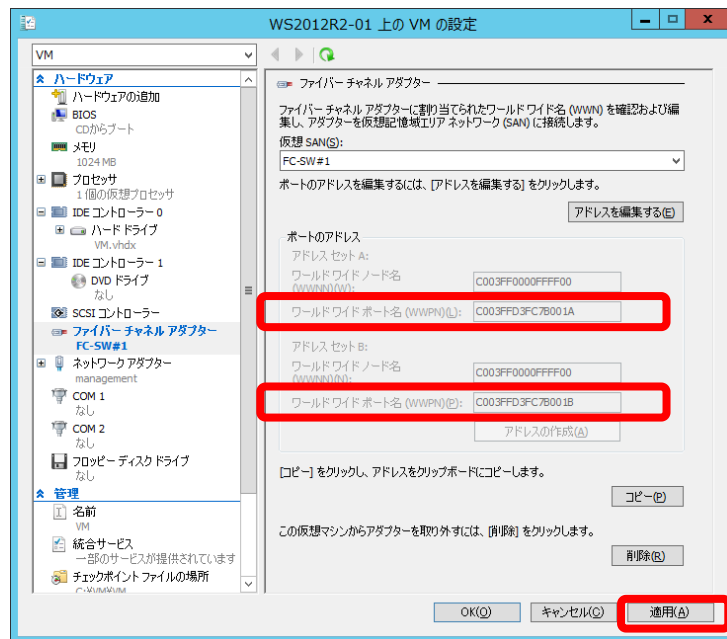 WS2012R2-01 上の VM の設定
VM
ハードウェア
ハードウェアの追加
BIOS
CDからブート
メモリ
1024 MB
プロセッサ
1 個の仮想プロセッサ
IDE コントローラー 0
ハード ドライブ
VM.vhdx
IDE コントローラー 1
DVD ドライブ
なし
SCSI コントローラー
ファイバー チャネル アダプター
FC-SW#1
ネットワーク アダプター
management
COM 1
なし
COM 2
なし
フロッピー ディスク ドライブ
なし
管理
名前
VM
統合サービス
一部のサービスが提供されています
チェックポイント ファイルの場所
C:\VM\VM
ファイバー チャネル アダプター
ファイバー チャネル アダプターに割り当てられたワールド ワイド名 (WWN) を確認および編
集し、アダプターを仮想記憶域エリア ネットワーク (SAN) に接続します。
仮想 SAN(S):
FC-SW#1
ポートのアドレスを編集するには、[アドレスを編集する] をクリックします。
アドレスを編集する(E)
ポートのアドレス
アドレス セット A:
ワールド ワイド ノード名
(WWNN)(W):
C003FF0000FFFF00
ワールド ワイド ポート名 (WWPN)(L):
C003FFD3FC7B001A
アドレス セット B:
ワールド ワイド ノード名
(WWNN)(N):
C003FF0000FFFF00
ワールド ワイド ポート名 (WWPN)(P):
C003FFD3FC7B001B
アドレスの作成(A)
[コピー] をクリックし、アドレスをクリップボードにコピーします。
コピー(P)
この仮想マシンからアダプターを取り外すには、[削除] をクリックします。
削除(R)
OK(O)
キャンセル(C)
適用(A)